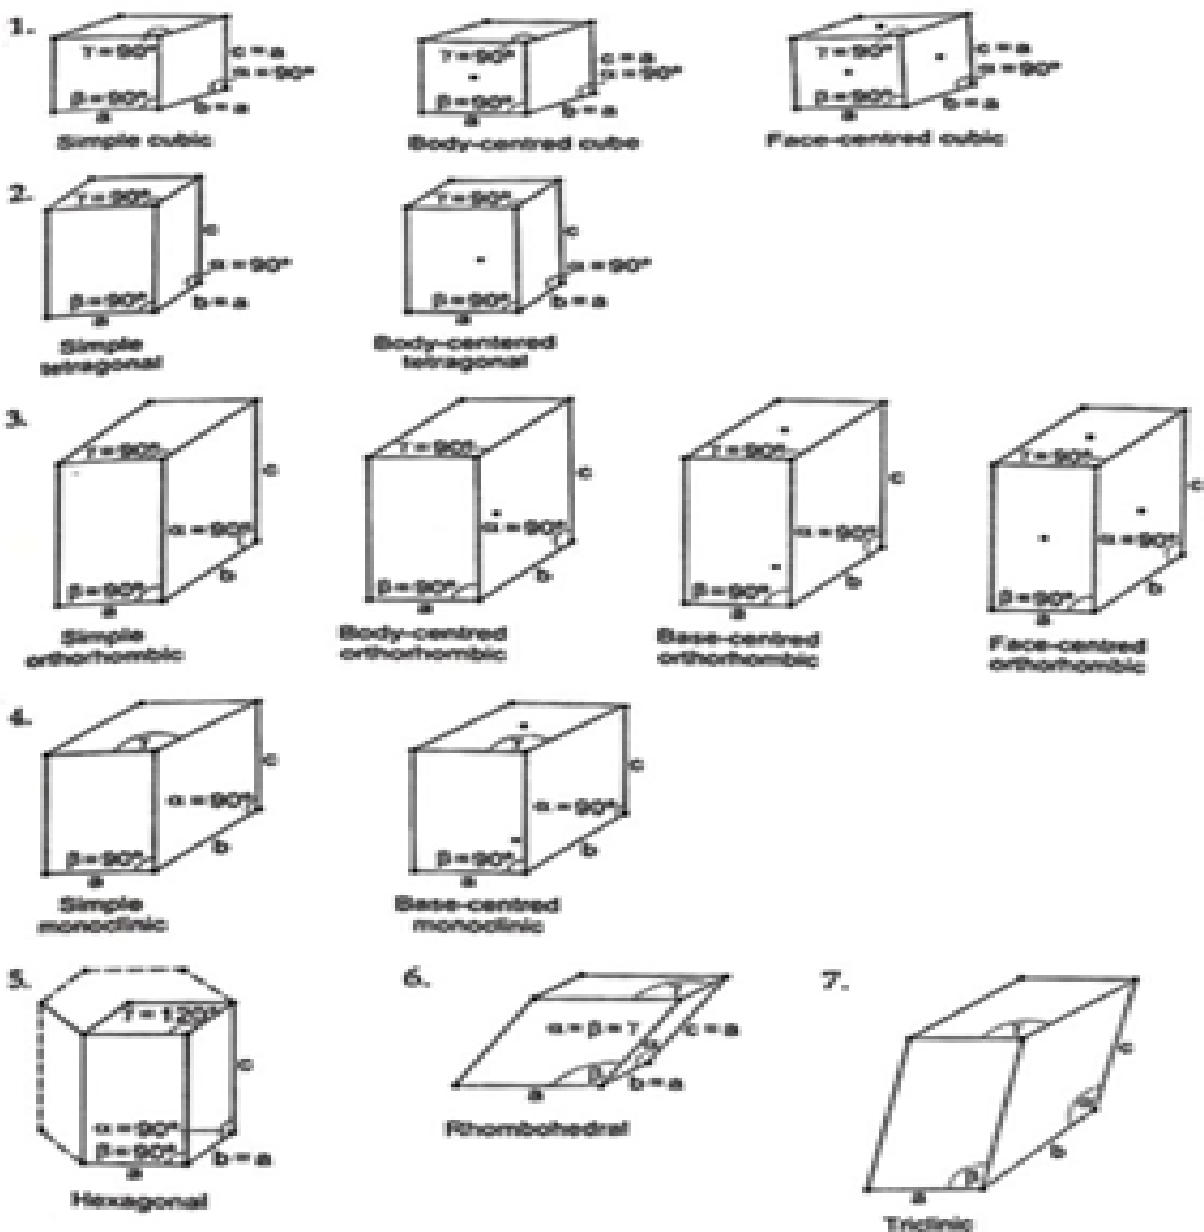 1.
γ = 90°
c = a
α = 90°
β = 90°
b = a
a
Simple cubic
γ = 90°
c = a
α = 90°
β = 90°
b = a
a
Body-centred cube
γ = 90°
c = a
α = 90°
β = 90°
b = a
a
Face-centred cubic
2.
γ = 90°
c
α = 90°
β = 90°
b = a
a
Simple
tetragonal
γ = 90°
c
α = 90°
β = 90°
b = a
a
Body-centered
tetragonal
3.
γ = 90°
c
α = 90°
β = 90°
b
a
Simple
orthorhombic
γ = 90°
c
α = 90°
β = 90°
b
a
Body-centred
orthorhombic
γ = 90°
c
α = 90°
β = 90°
b
a
Base-centred
orthorhombic
γ = 90°
c
α = 90°
β = 90°
b
a
Face-centred
orthorhombic
4.
γ
c
α = 90°
β = 90°
b
a
Simple
monoclinic
γ
c
α = 90°
β = 90°
b
a
Base-centred
monoclinic
5.
γ = 120°
c
α = 90°
β = 90°
b = a
a
Hexagonal
6.
α = β = γ
c = a
α
β
b = a
a
Rhombohedral
7.
γ
c
α
β
b
a
Triclinic